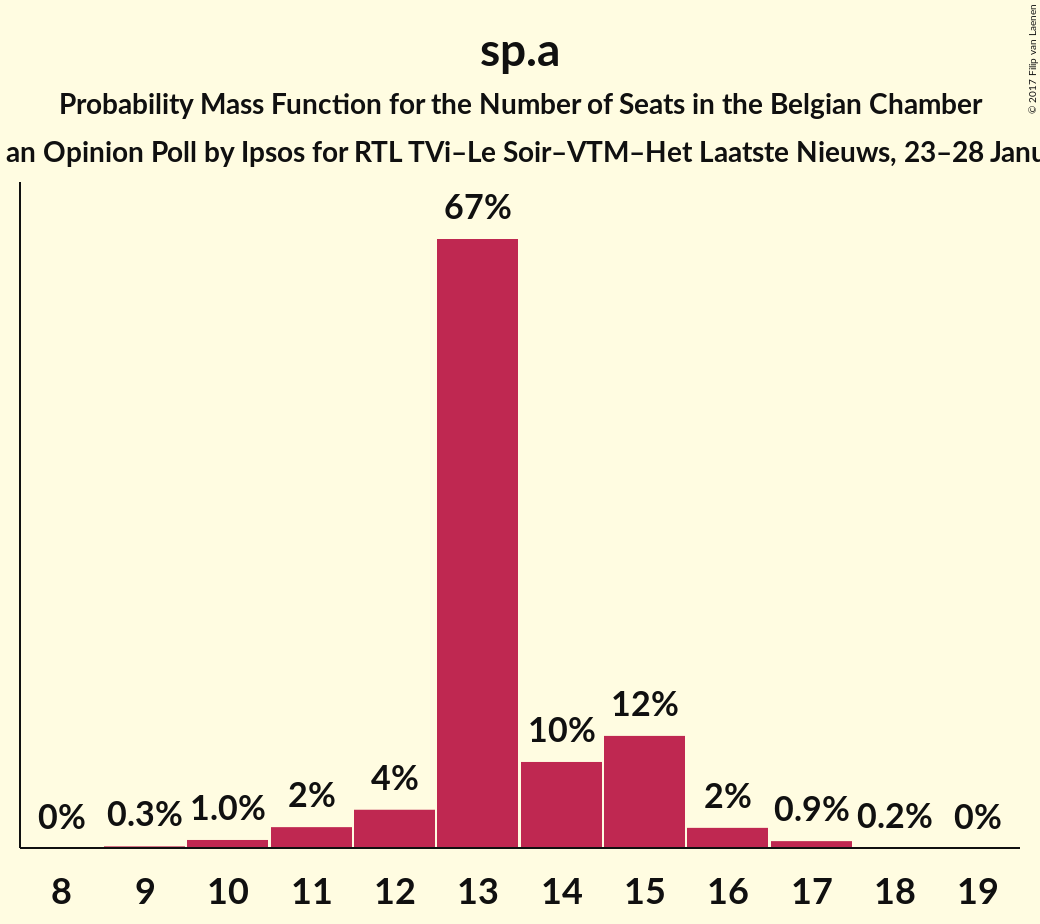 sp.a
Probability Mass Function for the Number of Seats in the Belgian Chamber
an Opinion Poll by Ipsos for RTL TVi–Le Soir–VTM–Het Laatste Nieuws, 23–28 Janu
© 2017 Filip van Laenen
67%
12%
10%
4%
2%
2%
0% 0.3% 1.0% 0.9% 0.2% 0%
8 9 10 11 12 13 14 15 16 17 18 19